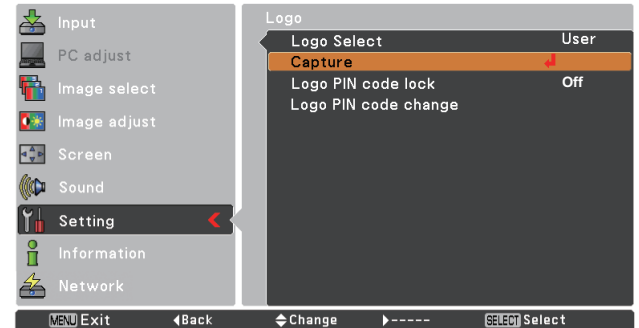 Input
PC adjust
Image select
Image adjust
Screen
Sound
Setting
Information
Network
Logo
Logo Select User
Capture
Logo PIN code lock Off
Logo PIN code change
MENU Exit Back Change ----- SELECT Select